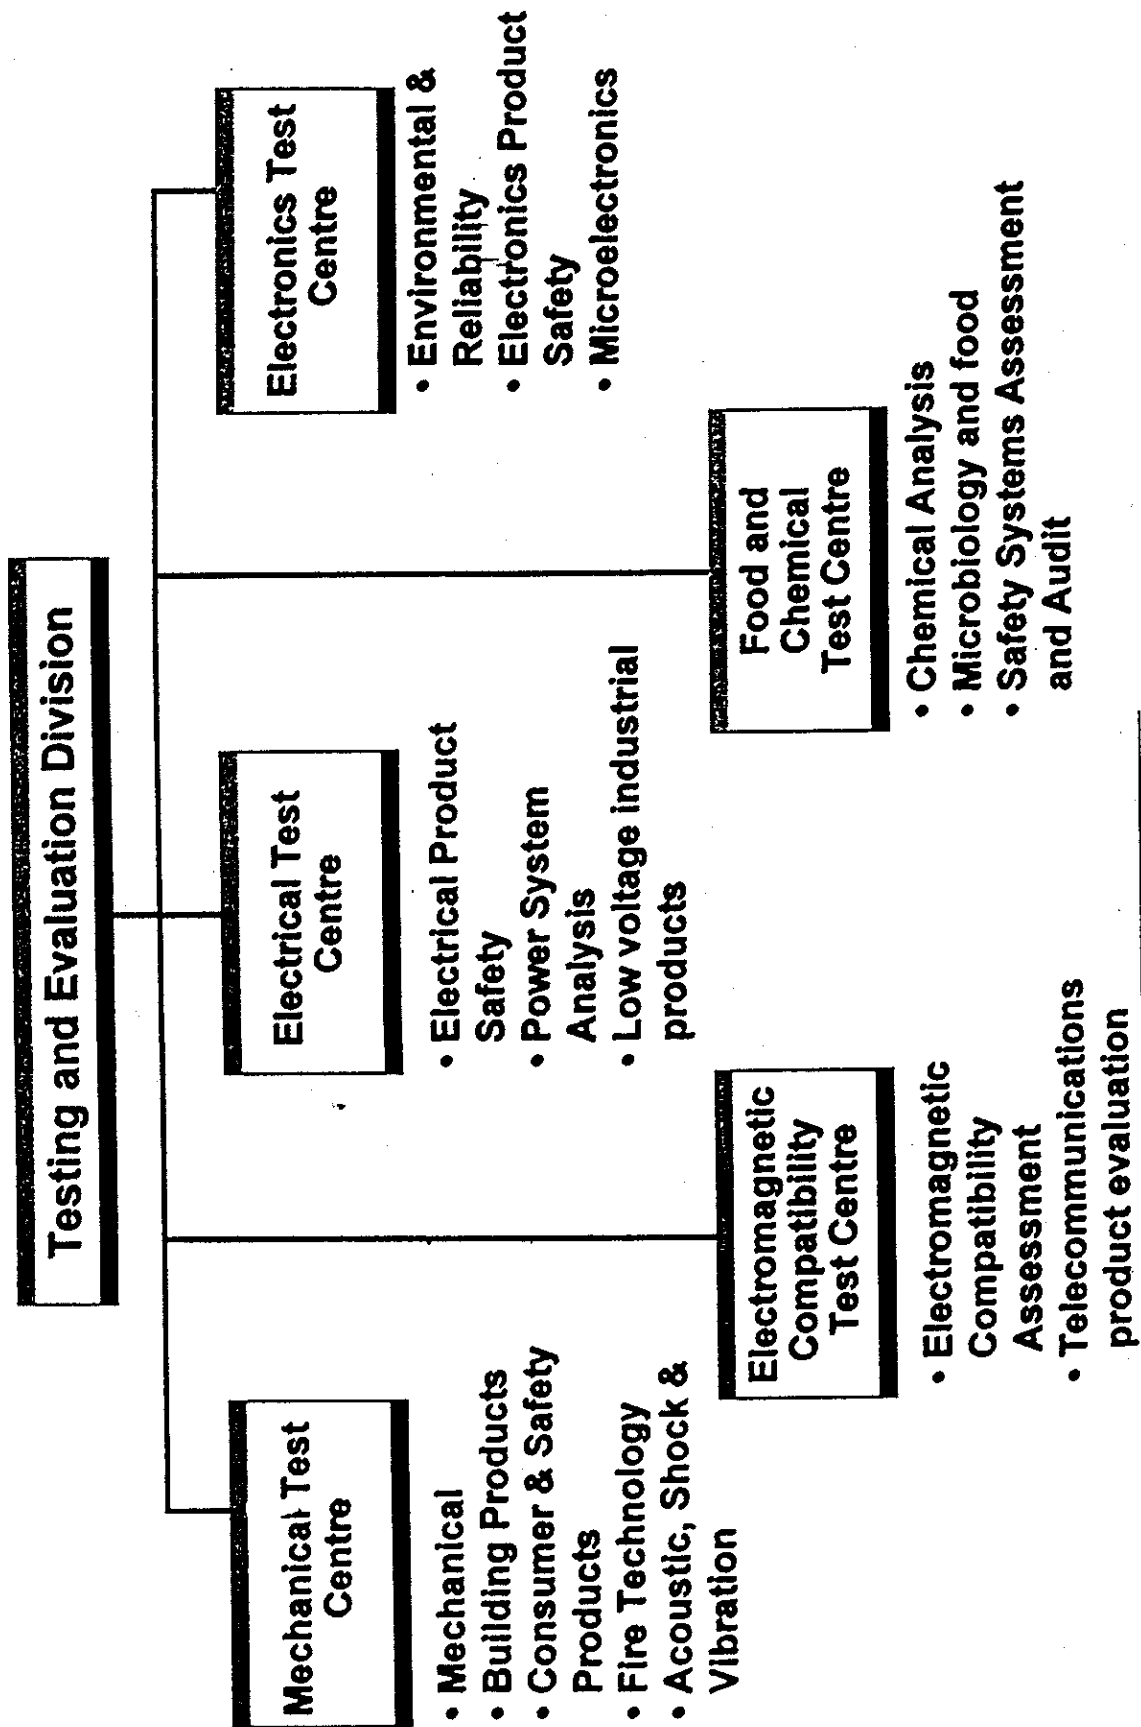 Testing and Evaluation Division
Mechanical Test
Centre
• Mechanical
• Building Products
• Consumer & Safety
Products
• Fire Technology
• Acoustic, Shock &
Vibration
Electrical Test
Centre
• Electrical Product
Safety
• Power System
Analysis
• Low voltage industrial
products
Electronics Test
Centre
• Environmental &
Reliability
• Electronics Product
Safety
• Microelectronics
Electromagnetic
Compatibility
Test Centre
• Electromagnetic
Compatibility
Assessment
• Telecommunications
product evaluation
Food and
Chemical
Test Centre
• Chemical Analysis
• Microbiology and food
• Safety Systems Assessment
and Audit